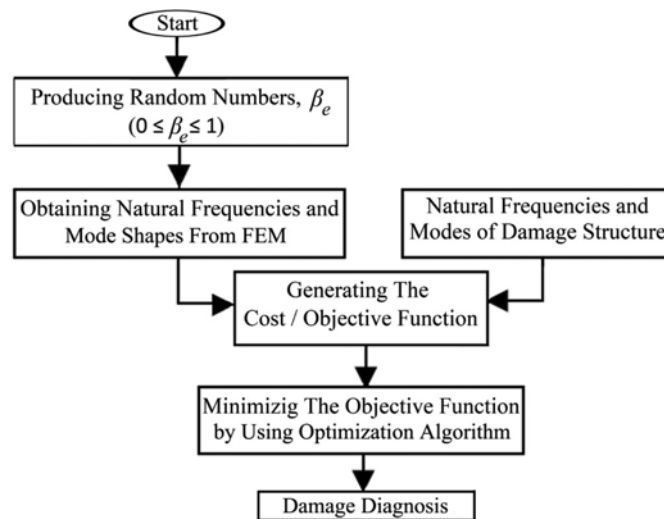 Start
Producing Random Numbers, βe
(0 ≤ βe ≤ 1)
Obtaining Natural Frequencies and
Mode Shapes From FEM
Natural Frequencies and
Modes of Damage Structure
Generating The
Cost / Objective Function
Minimizig The Objective Function
by Using Optimization Algorithm
Damage Diagnosis